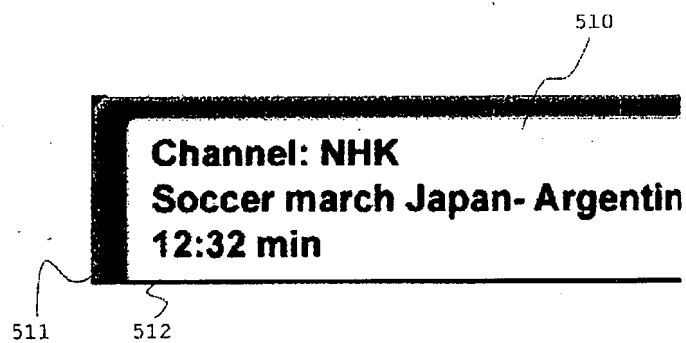 510
Channel: NHK
Soccer march Japan- Argentin
12:32 min
511 512